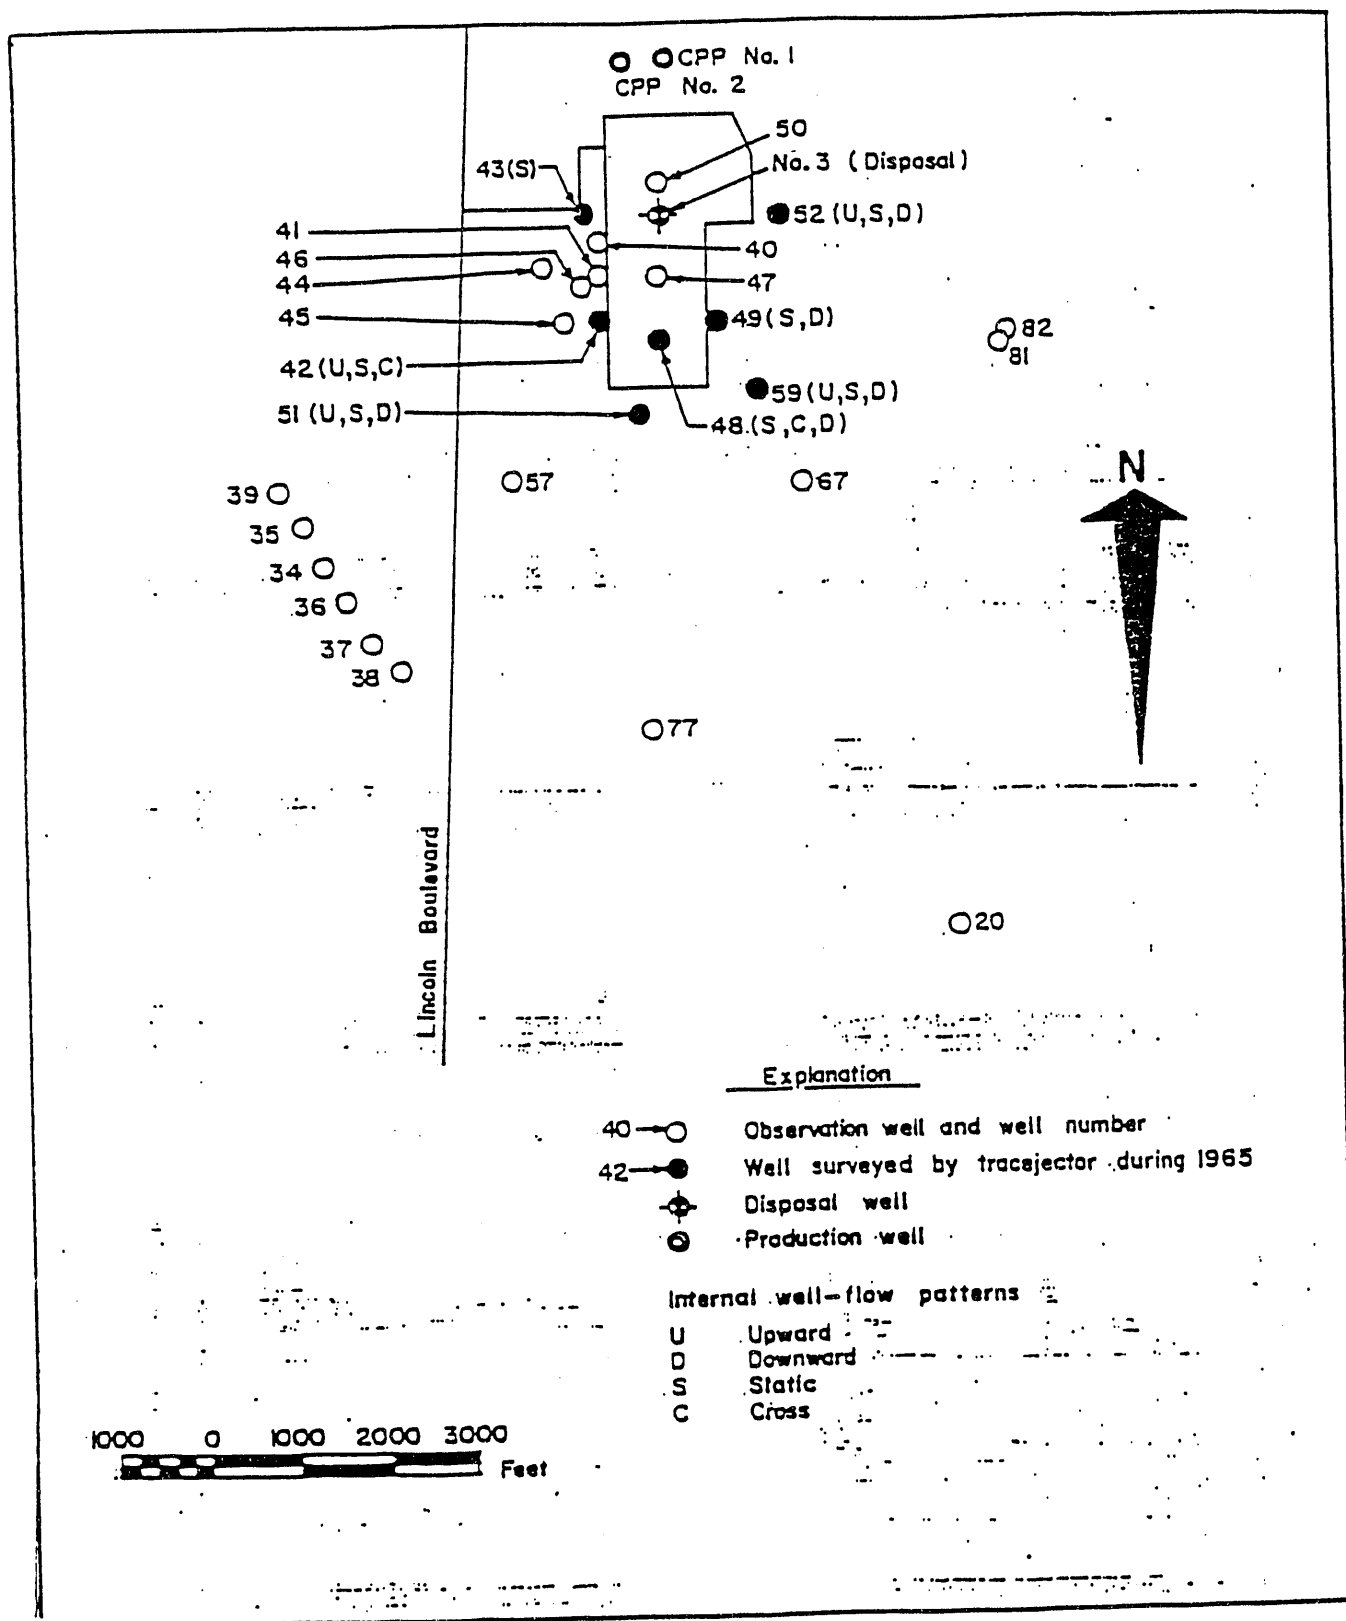 CPP No. 1
CPP No. 2
50
No. 3 (Disposal)
43(S)
52 (U,S,D)
41
40
46
44
47
45
49(S,D)
82
81
42(U,S,C)
59(U,S,D)
51(U,S,D)
48.(S,C,D)
N
39
57
67
35
34
36
37
38
77
Lincoln Boulevard
20
Explanation
40 Observation well and well number
42 Well surveyed by tracejector during 1965
Disposal well
Production well
Internal well-flow patterns
U Upward
D Downward
S Static
C Cross
1000 0 1000 2000 3000
Feet